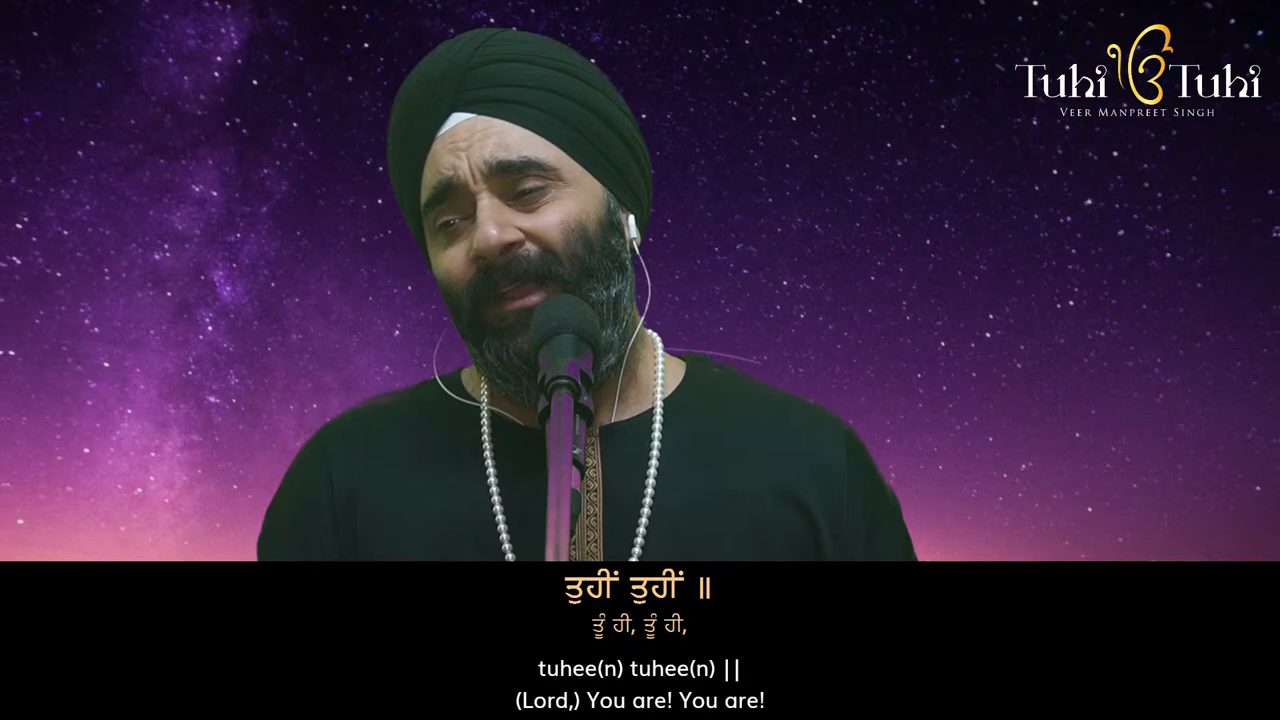 Tuhi ੴ Tuhi
Veer Manpreet Singh
ਤੁਹੀਂ ਤੁਹੀਂ ॥
ਤੂੰ ਹੀ, ਤੂੰ ਹੀ,
tuhee(n) tuhee(n) ||
(Lord,) You are! You are!